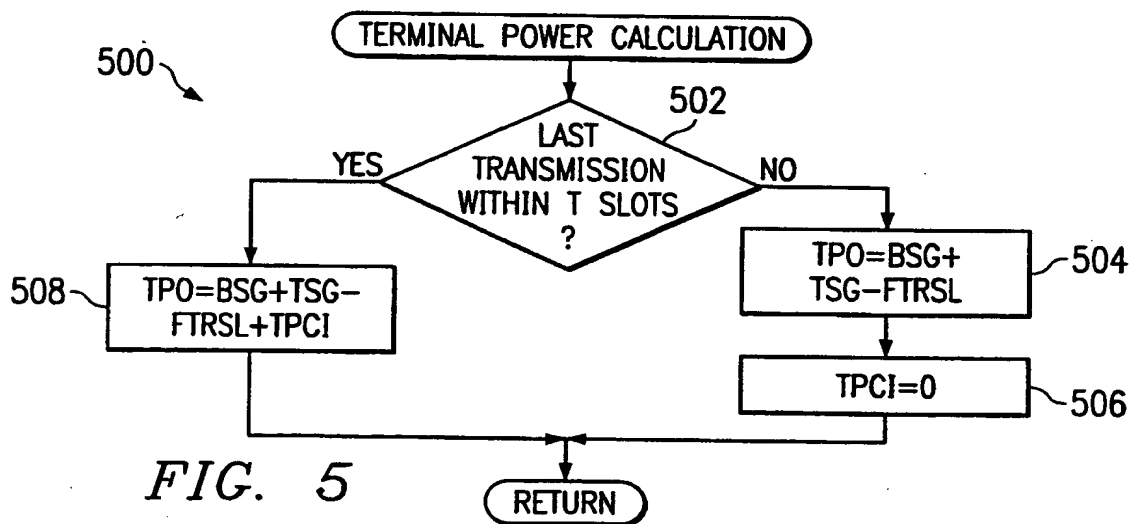 TERMINAL POWER CALCULATION
500
502
LAST
TRANSMISSION
WITHIN T SLOTS
?
YES
NO
508
TPO=BSG+TSG-
FTRSL+TPCI
TPO=BSG+
TSG-FTRSL
504
TPCI=0
506
FIG. 5
RETURN